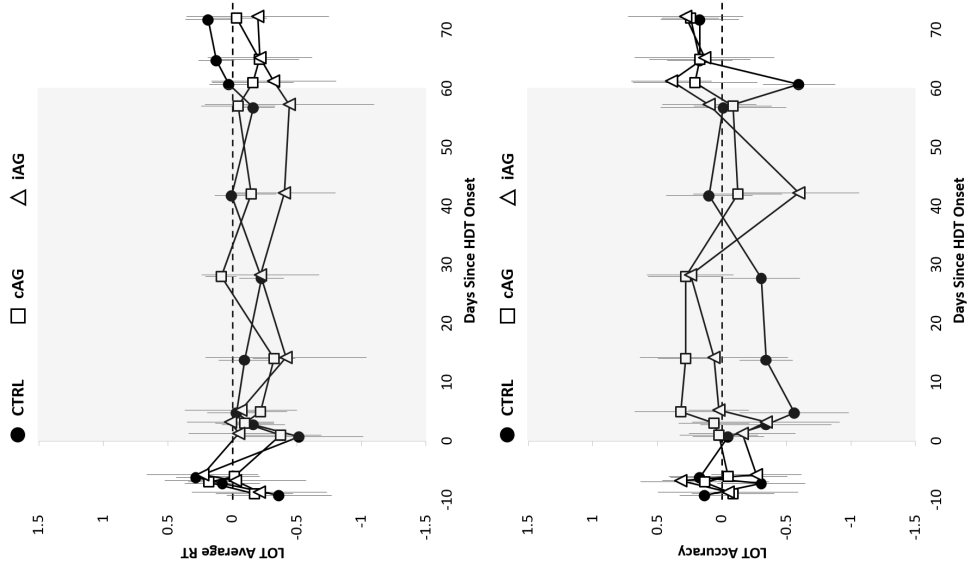 CTRL cAG iAG
1.5
1
0.5
0
-0.5
-1
-1.5
LOT Average RT
-10 0 10 20 30 40 50 60 70
Days Since HDT Onset
CTRL cAG iAG
1.5
1
0.5
0
-0.5
-1
-1.5
LOT Accuracy
-10 0 10 20 30 40 50 60 70
Days Since HDT Onset